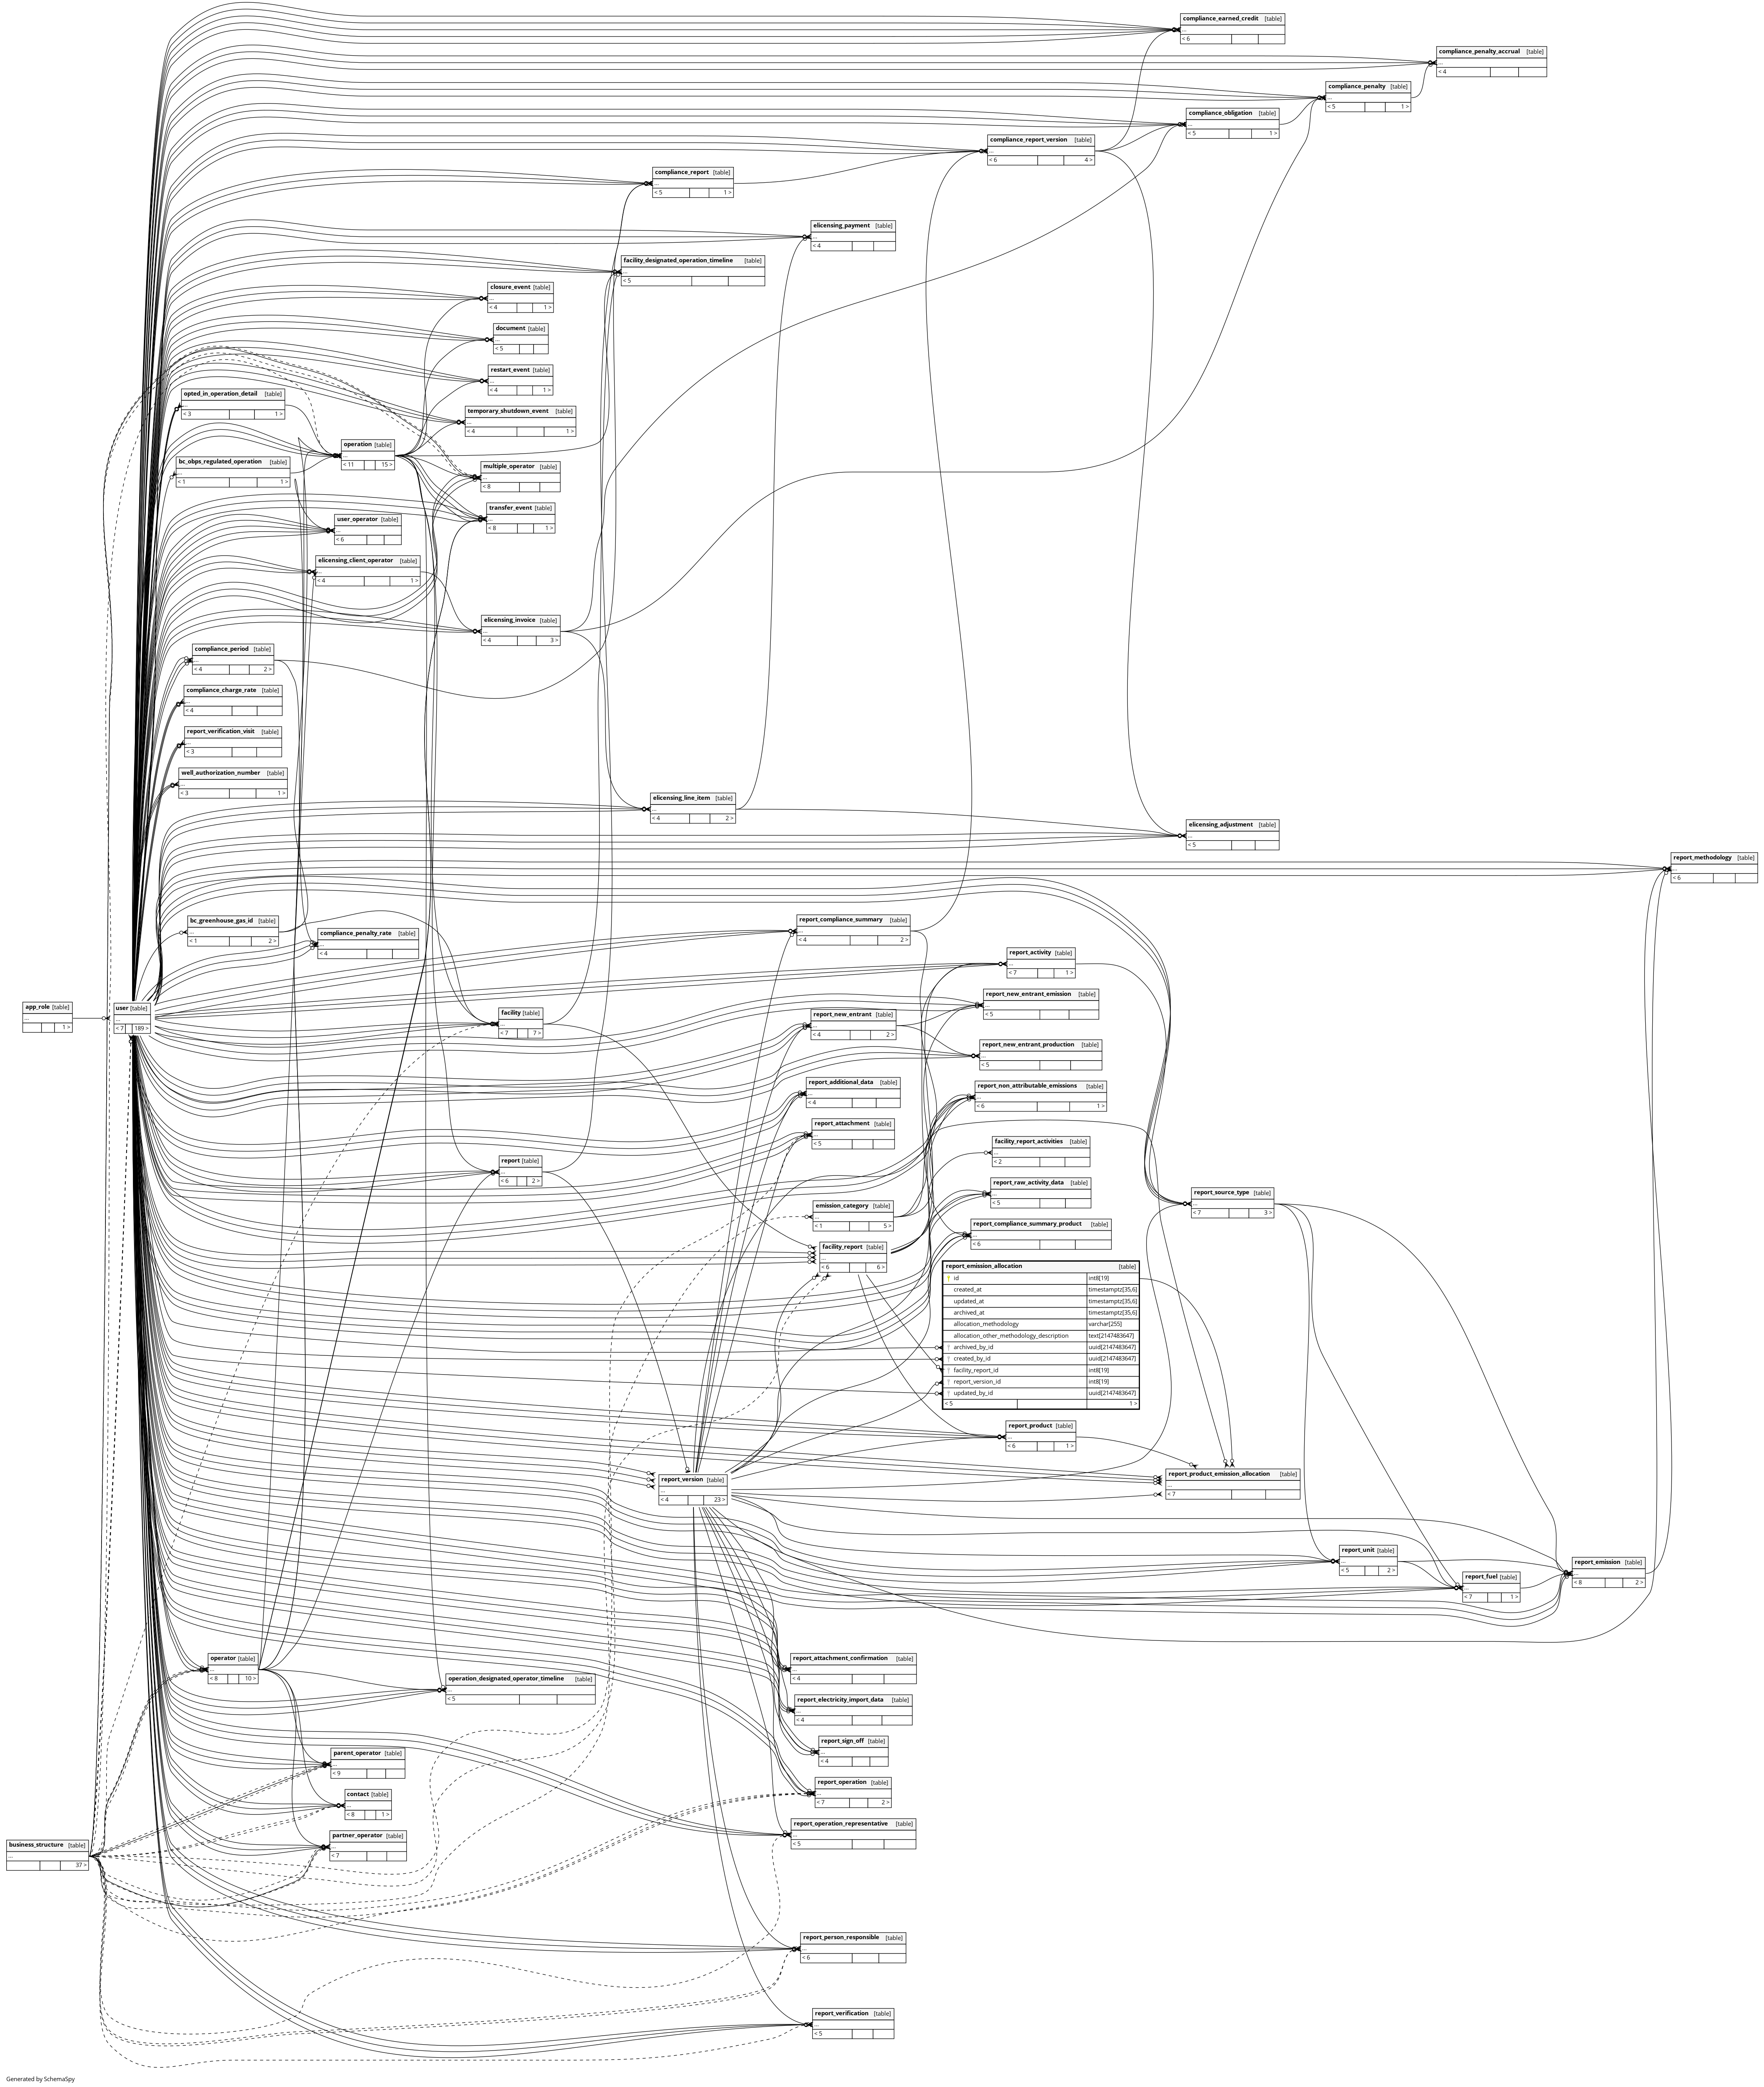 compliance_earned_credit [table]
...
< 6
compliance_penalty_accrual [table]
...
< 4
compliance_penalty [table]
...
< 5 1 >
compliance_obligation [table]
...
< 5 1 >
compliance_report_version [table]
...
< 6 4 >
compliance_report [table]
...
< 5 1 >
elicensing_payment [table]
...
< 4
facility_designated_operation_timeline [table]
...
< 5
closure_event [table]
...
< 4 1 >
document [table]
...
< 5
restart_event [table]
...
< 4 1 >
opted_in_operation_detail [table]
...
< 3 1 >
temporary_shutdown_event [table]
...
< 4 1 >
operation [table]
...
< 11 15 >
bc_obps_regulated_operation [table]
...
< 1 1 >
multiple_operator [table]
...
< 8
transfer_event [table]
...
< 8 1 >
user_operator [table]
...
< 6
elicensing_client_operator [table]
...
< 4 1 >
elicensing_invoice [table]
...
< 4 3 >
compliance_period [table]
...
< 4 2 >
compliance_charge_rate [table]
...
< 4
report_verification_visit [table]
...
< 3
well_authorization_number [table]
...
< 3 1 >
elicensing_line_item [table]
...
< 4 2 >
elicensing_adjustment [table]
...
< 5
report_methodology [table]
...
< 6
bc_greenhouse_gas_id [table]
...
< 1 2 >
compliance_penalty_rate [table]
...
< 4
report_compliance_summary [table]
...
< 4 2 >
report_activity [table]
...
< 7 1 >
report_new_entrant_emission [table]
...
< 5
app_role [table]
...
1 >
user [table]
...
< 7 189 >
facility [table]
...
< 7 7 >
report_new_entrant [table]
...
< 4 2 >
report_new_entrant_production [table]
...
< 5
report_additional_data [table]
...
< 4
report_non_attributable_emissions [table]
...
< 6 1 >
report_attachment [table]
...
< 5
facility_report_activities [table]
...
< 2
report [table]
...
< 6 2 >
report_raw_activity_data [table]
...
< 5
report_source_type [table]
...
< 7 3 >
emission_category [table]
...
< 1 5 >
report_compliance_summary_product [table]
...
< 6
facility_report [table]
...
< 6 6 >
report_emission_allocation [table]
id int8[19]
created_at timestamptz[35,6]
updated_at timestamptz[35,6]
archived_at timestamptz[35,6]
allocation_methodology varchar[255]
allocation_other_methodology_description text[2147483647]
archived_by_id uuid[2147483647]
created_by_id uuid[2147483647]
facility_report_id int8[19]
report_version_id int8[19]
updated_by_id uuid[2147483647]
< 5 1 >
report_product [table]
...
< 6 1 >
report_version [table]
...
< 4 23 >
report_product_emission_allocation [table]
...
< 7
report_unit [table]
...
< 5 2 >
report_emission [table]
...
< 8 2 >
report_fuel [table]
...
< 7 1 >
operator [table]
...
< 8 10 >
report_attachment_confirmation [table]
...
< 4
operation_designated_operator_timeline [table]
...
< 5
report_electricity_import_data [table]
...
< 4
report_sign_off [table]
...
< 4
parent_operator [table]
...
< 9
report_operation [table]
...
< 7 2 >
contact [table]
...
< 8 1 >
report_operation_representative [table]
...
< 5
partner_operator [table]
...
< 7
business_structure [table]
...
37 >
report_person_responsible [table]
...
< 6
report_verification [table]
...
< 5
Generated by SchemaSpy